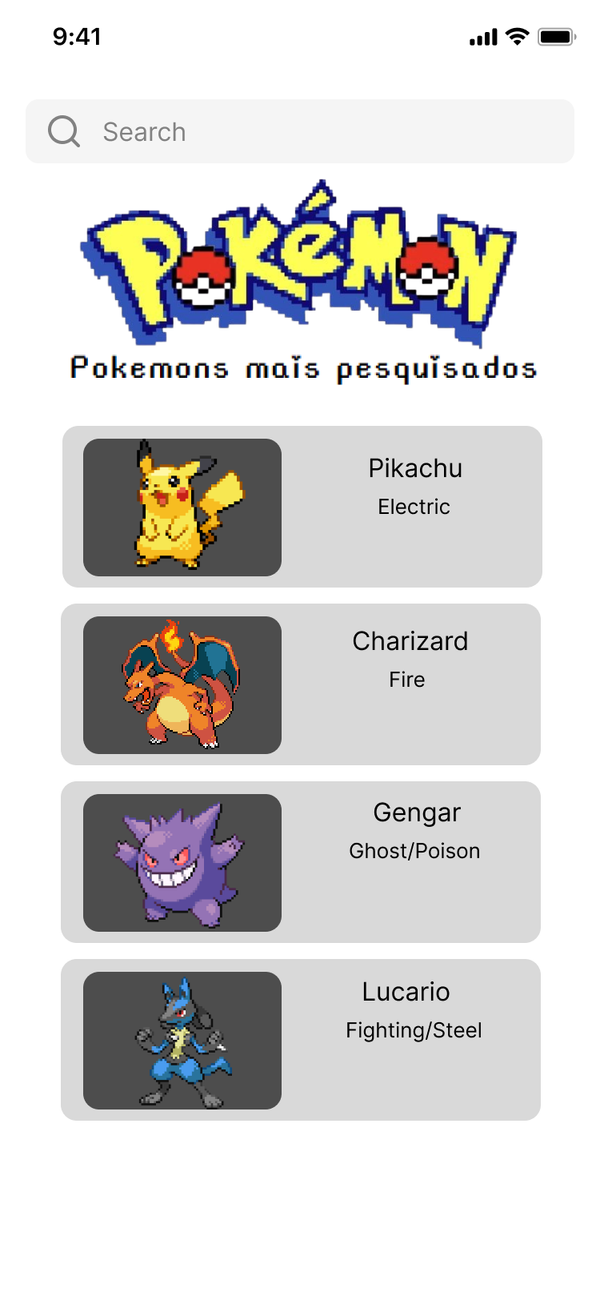 9:41
Search
POKéMON
Pokemons mais pesquisados
Pikachu
Electric
Charizard
Fire
Gengar
Ghost/Poison
Lucario
Fighting/Steel